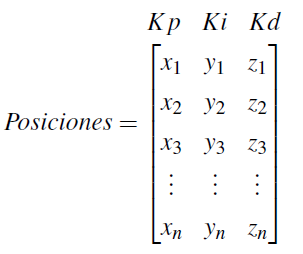 Kp Ki Kd
x1 y1 z1
x2 y2 z2
Posiciones = x3 y3 z3
⋮ ⋮ ⋮
xn yn zn